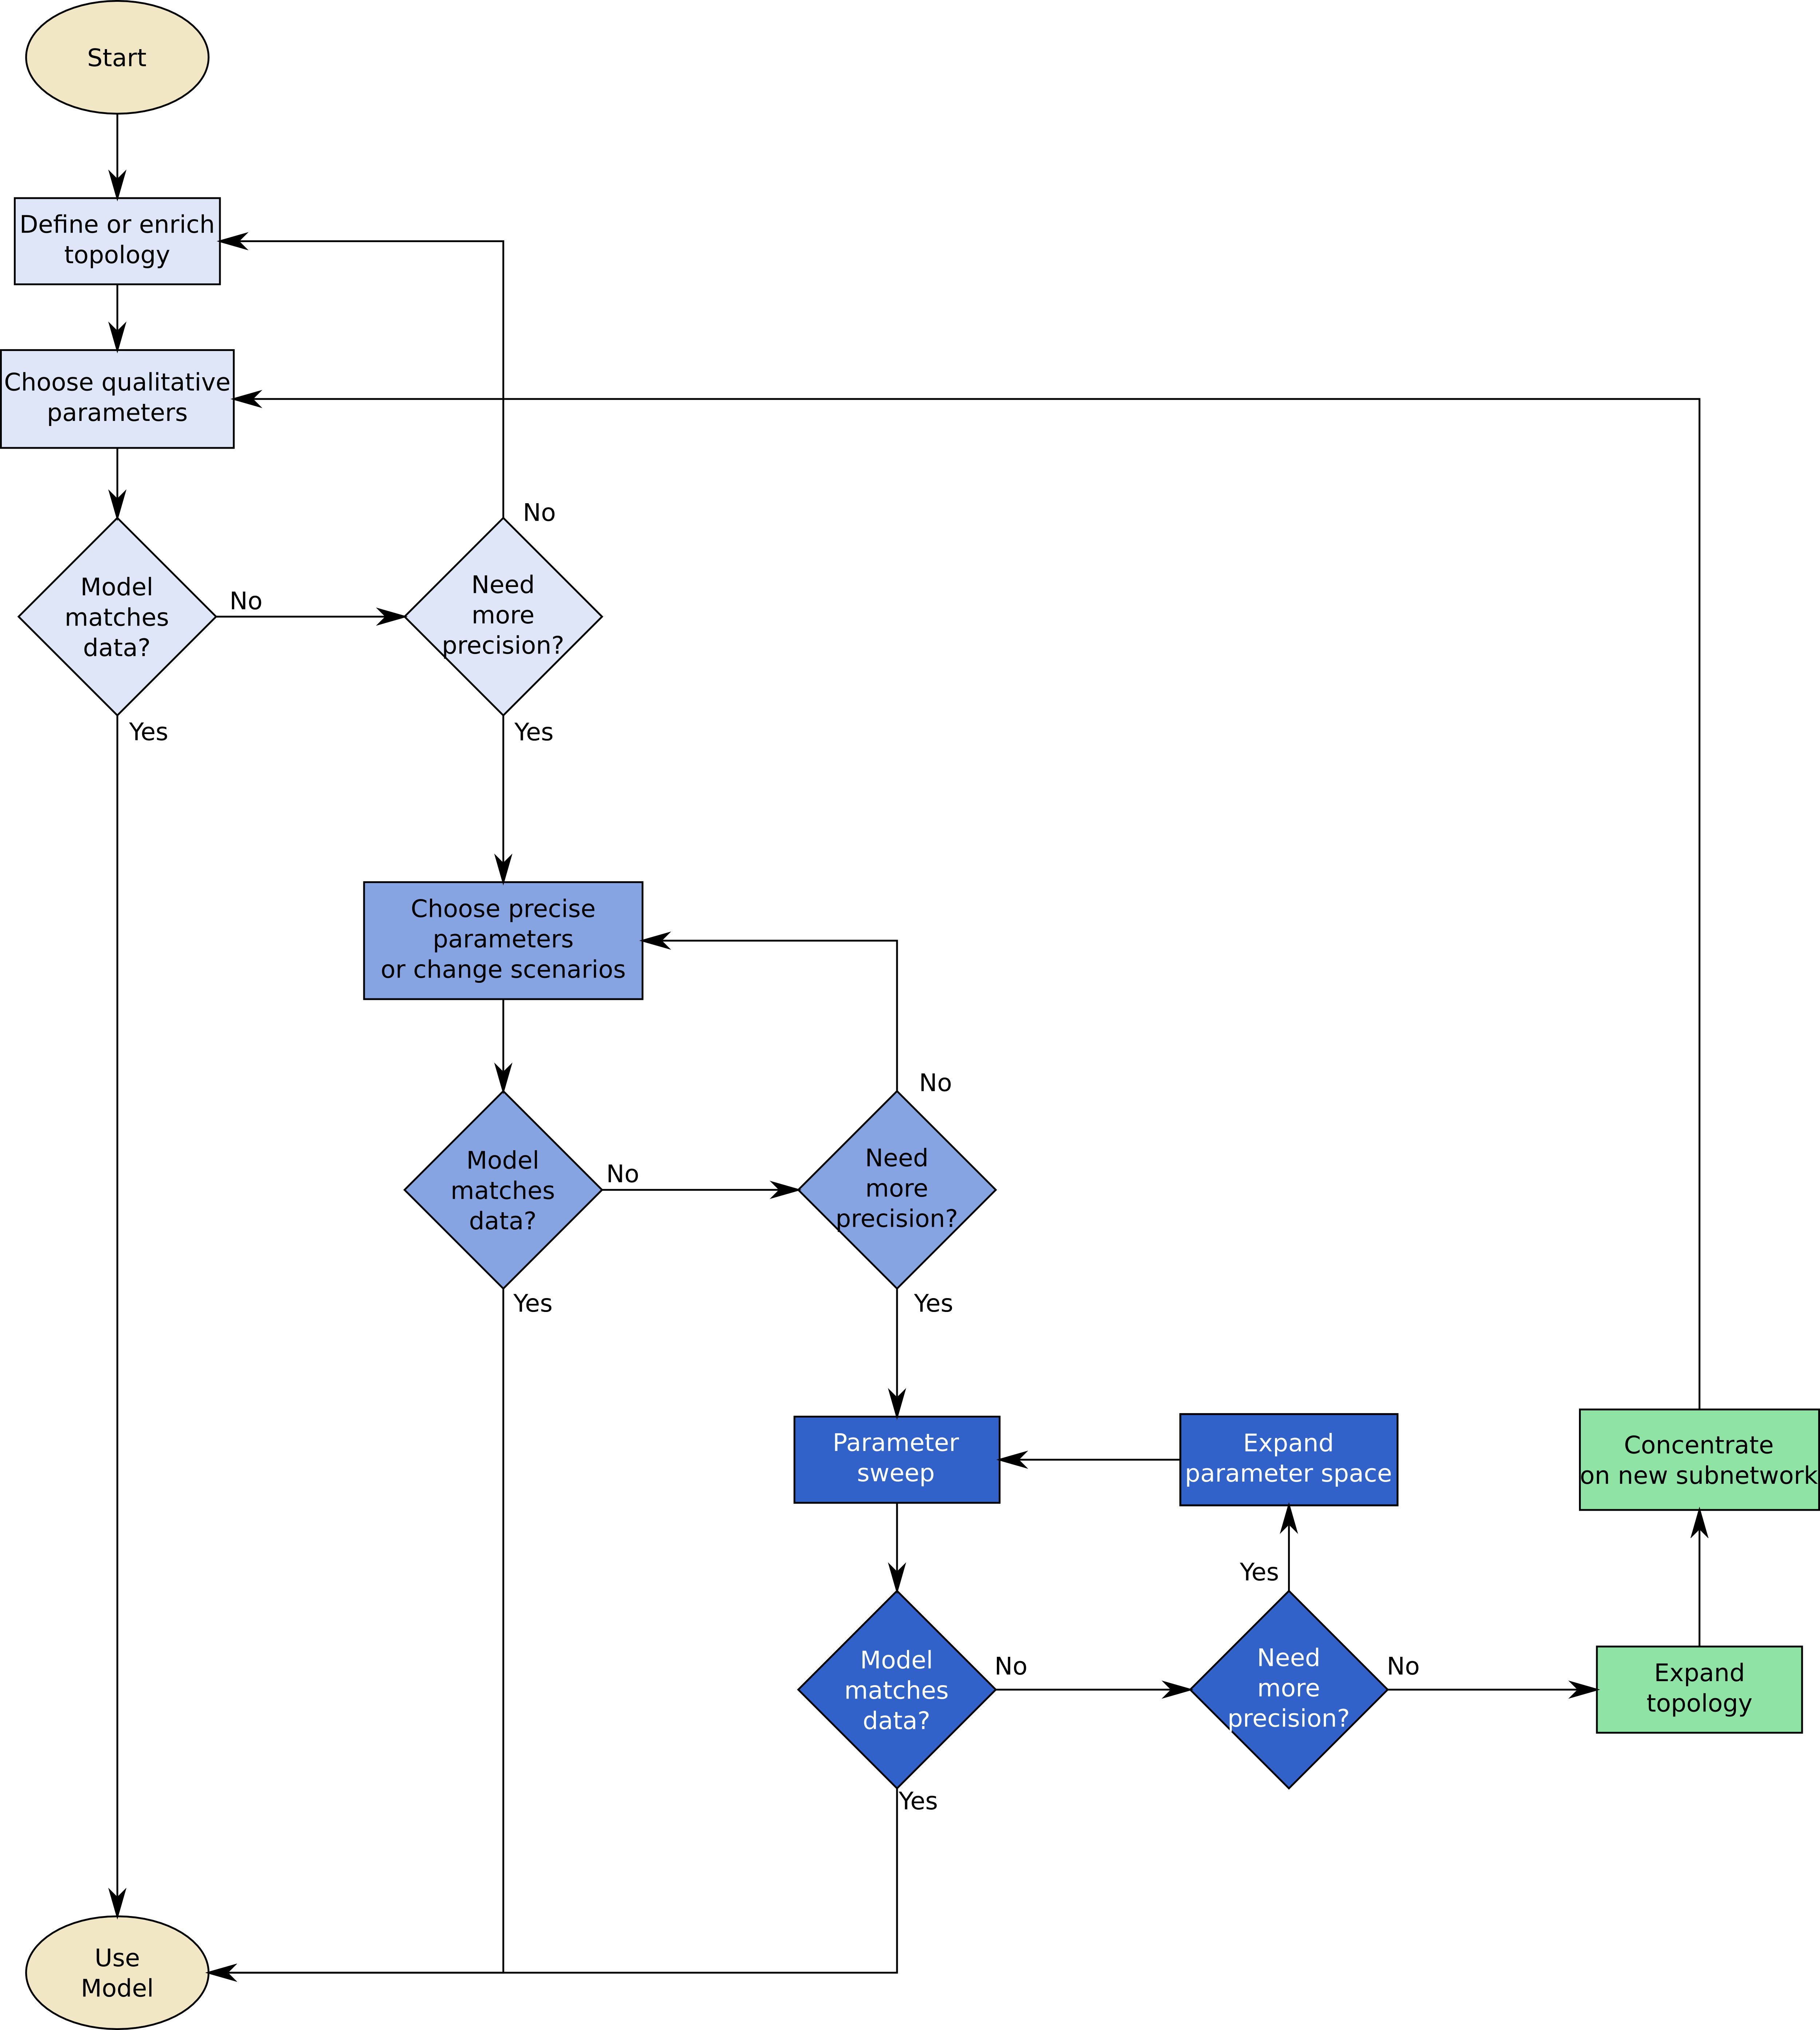 Start
Define or enrich
topology
Choose qualitative
parameters
No
Model
matches
data?
No
Need
more
precision?
Yes
Yes
Choose precise
parameters
or change scenarios
No
Model
matches
data?
No
Need
more
precision?
Yes
Yes
Parameter
sweep
Expand
parameter space
Concentrate
on new subnetwork
Yes
Model
matches
data?
No
Need
more
precision?
No
Expand
topology
Yes
Use
Model